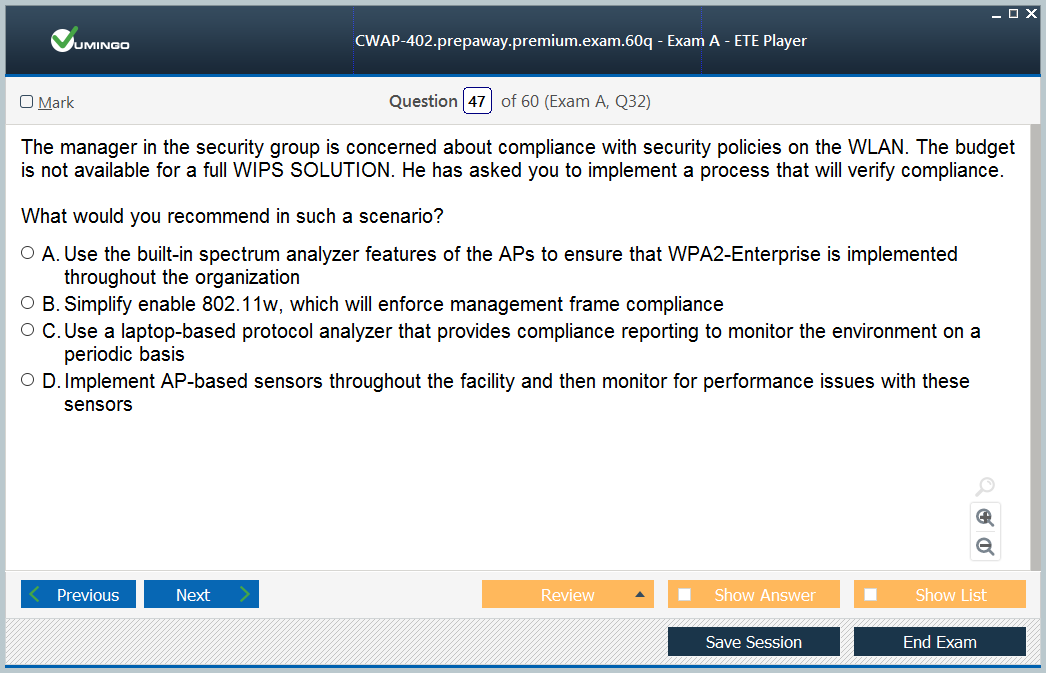 VUMINGO
CWAP-402.prepaway.premium.exam.60q - Exam A - ETE Player
Mark
Question 47 of 60 (Exam A, Q32)
The manager in the security group is concerned about compliance with security policies on the WLAN. The budget
is not available for a full WIPS SOLUTION. He has asked you to implement a process that will verify compliance.
What would you recommend in such a scenario?
A. Use the built-in spectrum analyzer features of the APs to ensure that WPA2-Enterprise is implemented
throughout the organization
B. Simplify enable 802.11w, which will enforce management frame compliance
C. Use a laptop-based protocol analyzer that provides compliance reporting to monitor the environment on a
periodic basis
D. Implement AP-based sensors throughout the facility and then monitor for performance issues with these
sensors
Previous
Next
Review
Show Answer
Show List
Save Session
End Exam